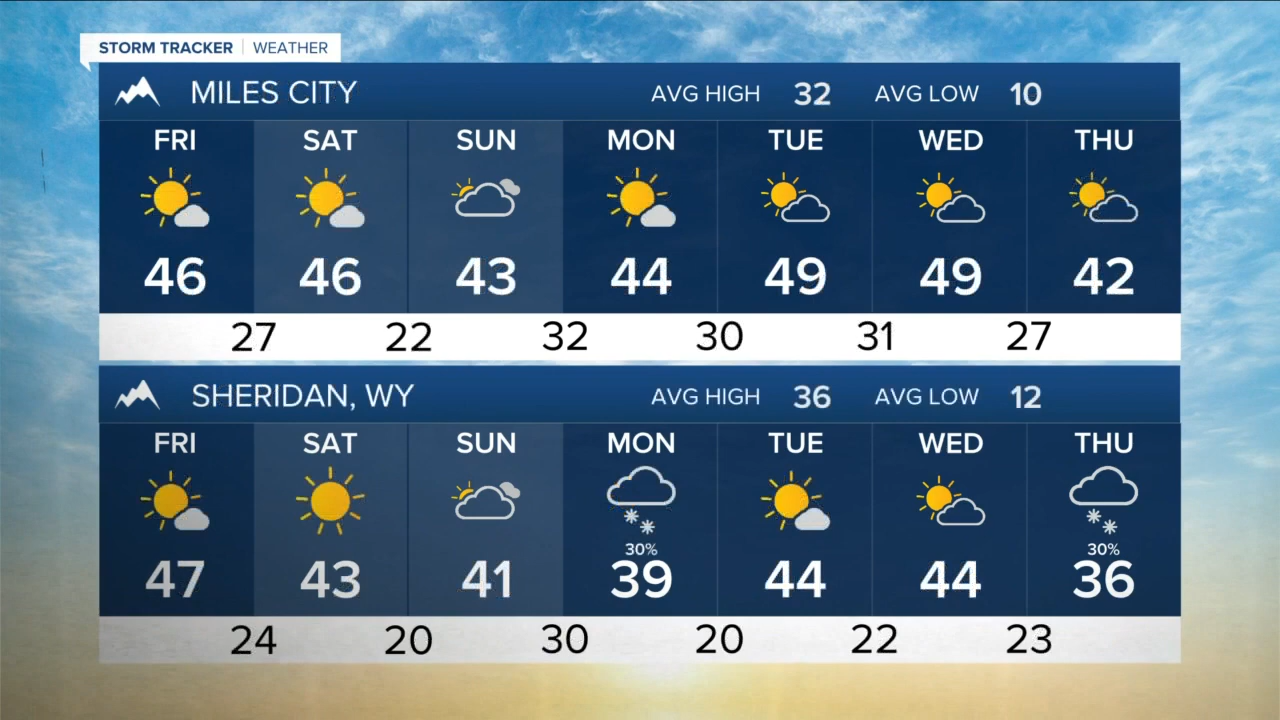 STORM TRACKER | WEATHER
MILES CITY AVG HIGH 32 AVG LOW 10
FRI SAT SUN MON TUE WED THU
46 46 43 44 49 49 42
27 22 32 30 31 27
SHERIDAN, WY AVG HIGH 36 AVG LOW 12
FRI SAT SUN MON TUE WED THU
30% 30%
47 43 41 39 44 44 36
24 20 30 20 22 23